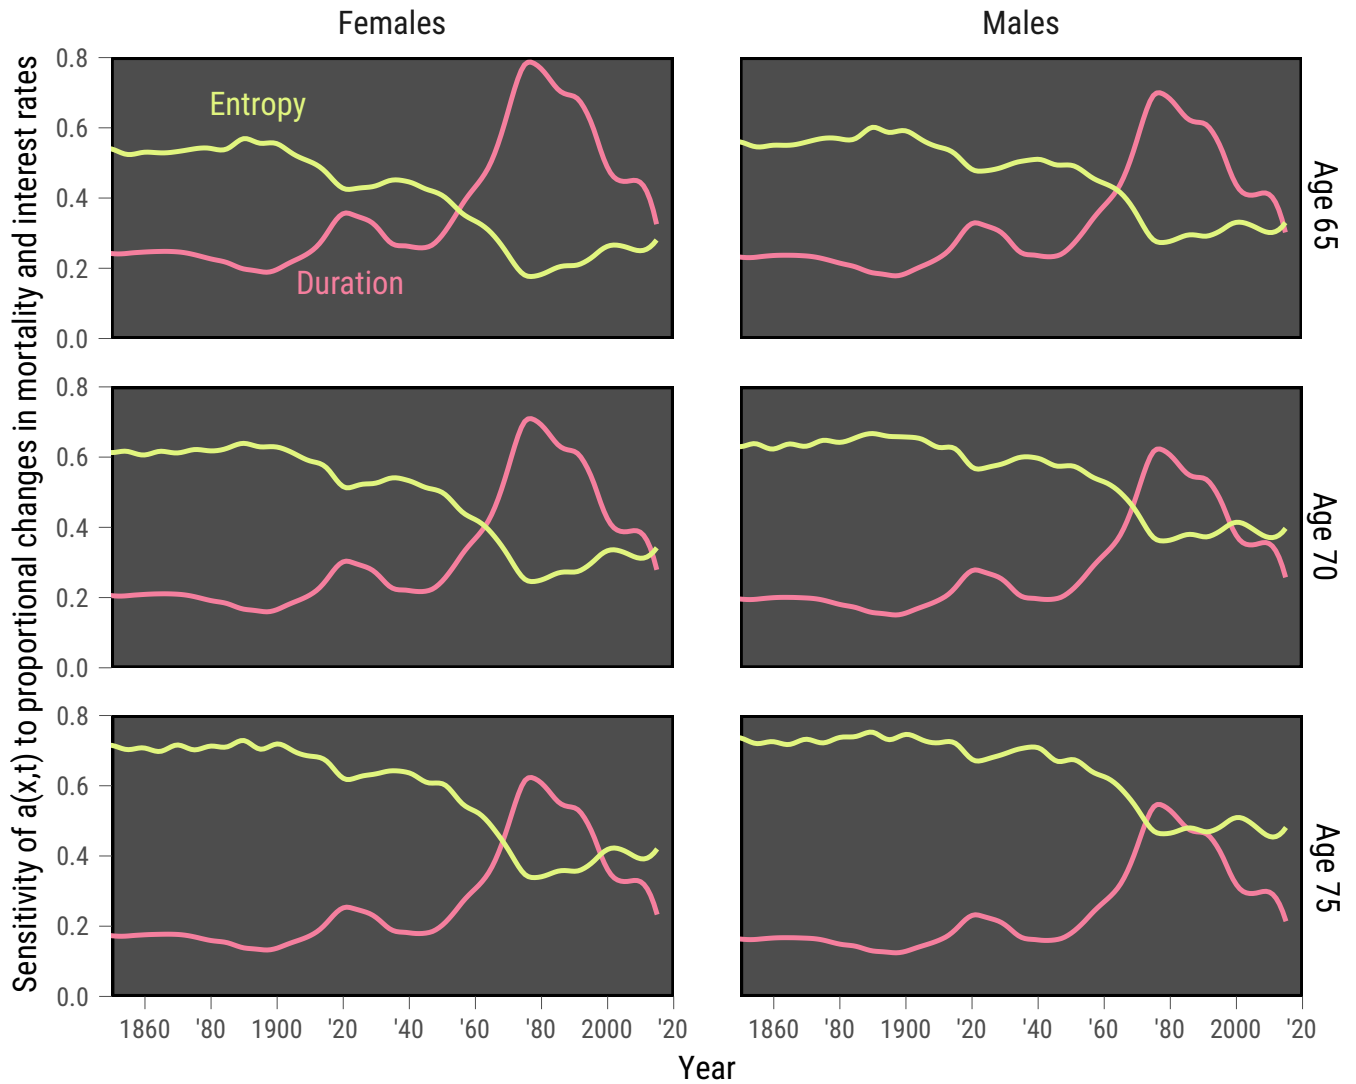 Females
Males
Sensitivity of a(x,t) to proportional changes in mortality and interest rates
0.8
0.6
0.4
0.2
0.0
Entropy
Duration
Age 65
0.8
0.6
0.4
0.2
0.0
Age 70
0.8
0.6
0.4
0.2
0.0
Age 75
1860 '80 1900 '20 '40 '60 '80 2000 '20
1860 '80 1900 '20 '40 '60 '80 2000 '20
Year